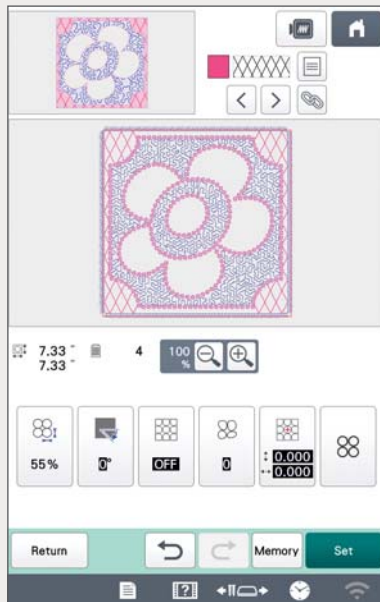 7.33 " 4 100 %
7.33 "
55% 0° OFF 0 0.000
0.000
Return Memory Set